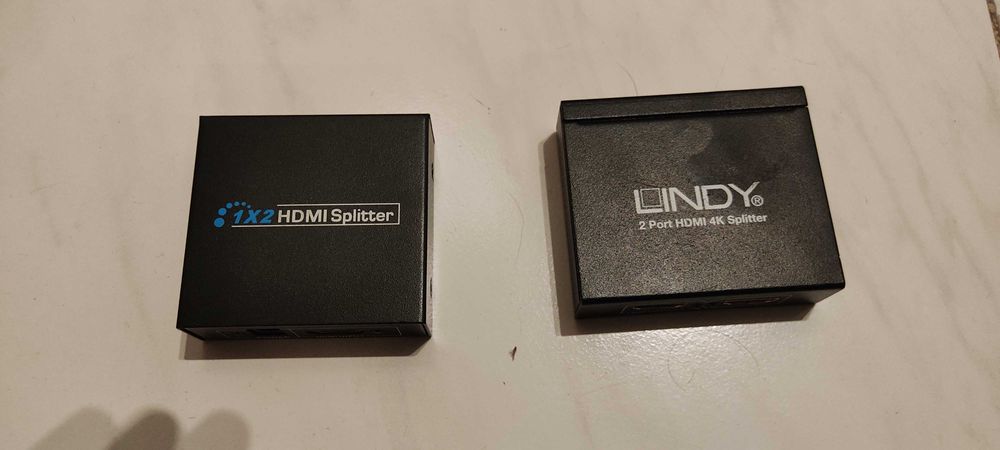 1X2 HDMI Splitter
LINDY®
2 Port HDMI 4K Splitter